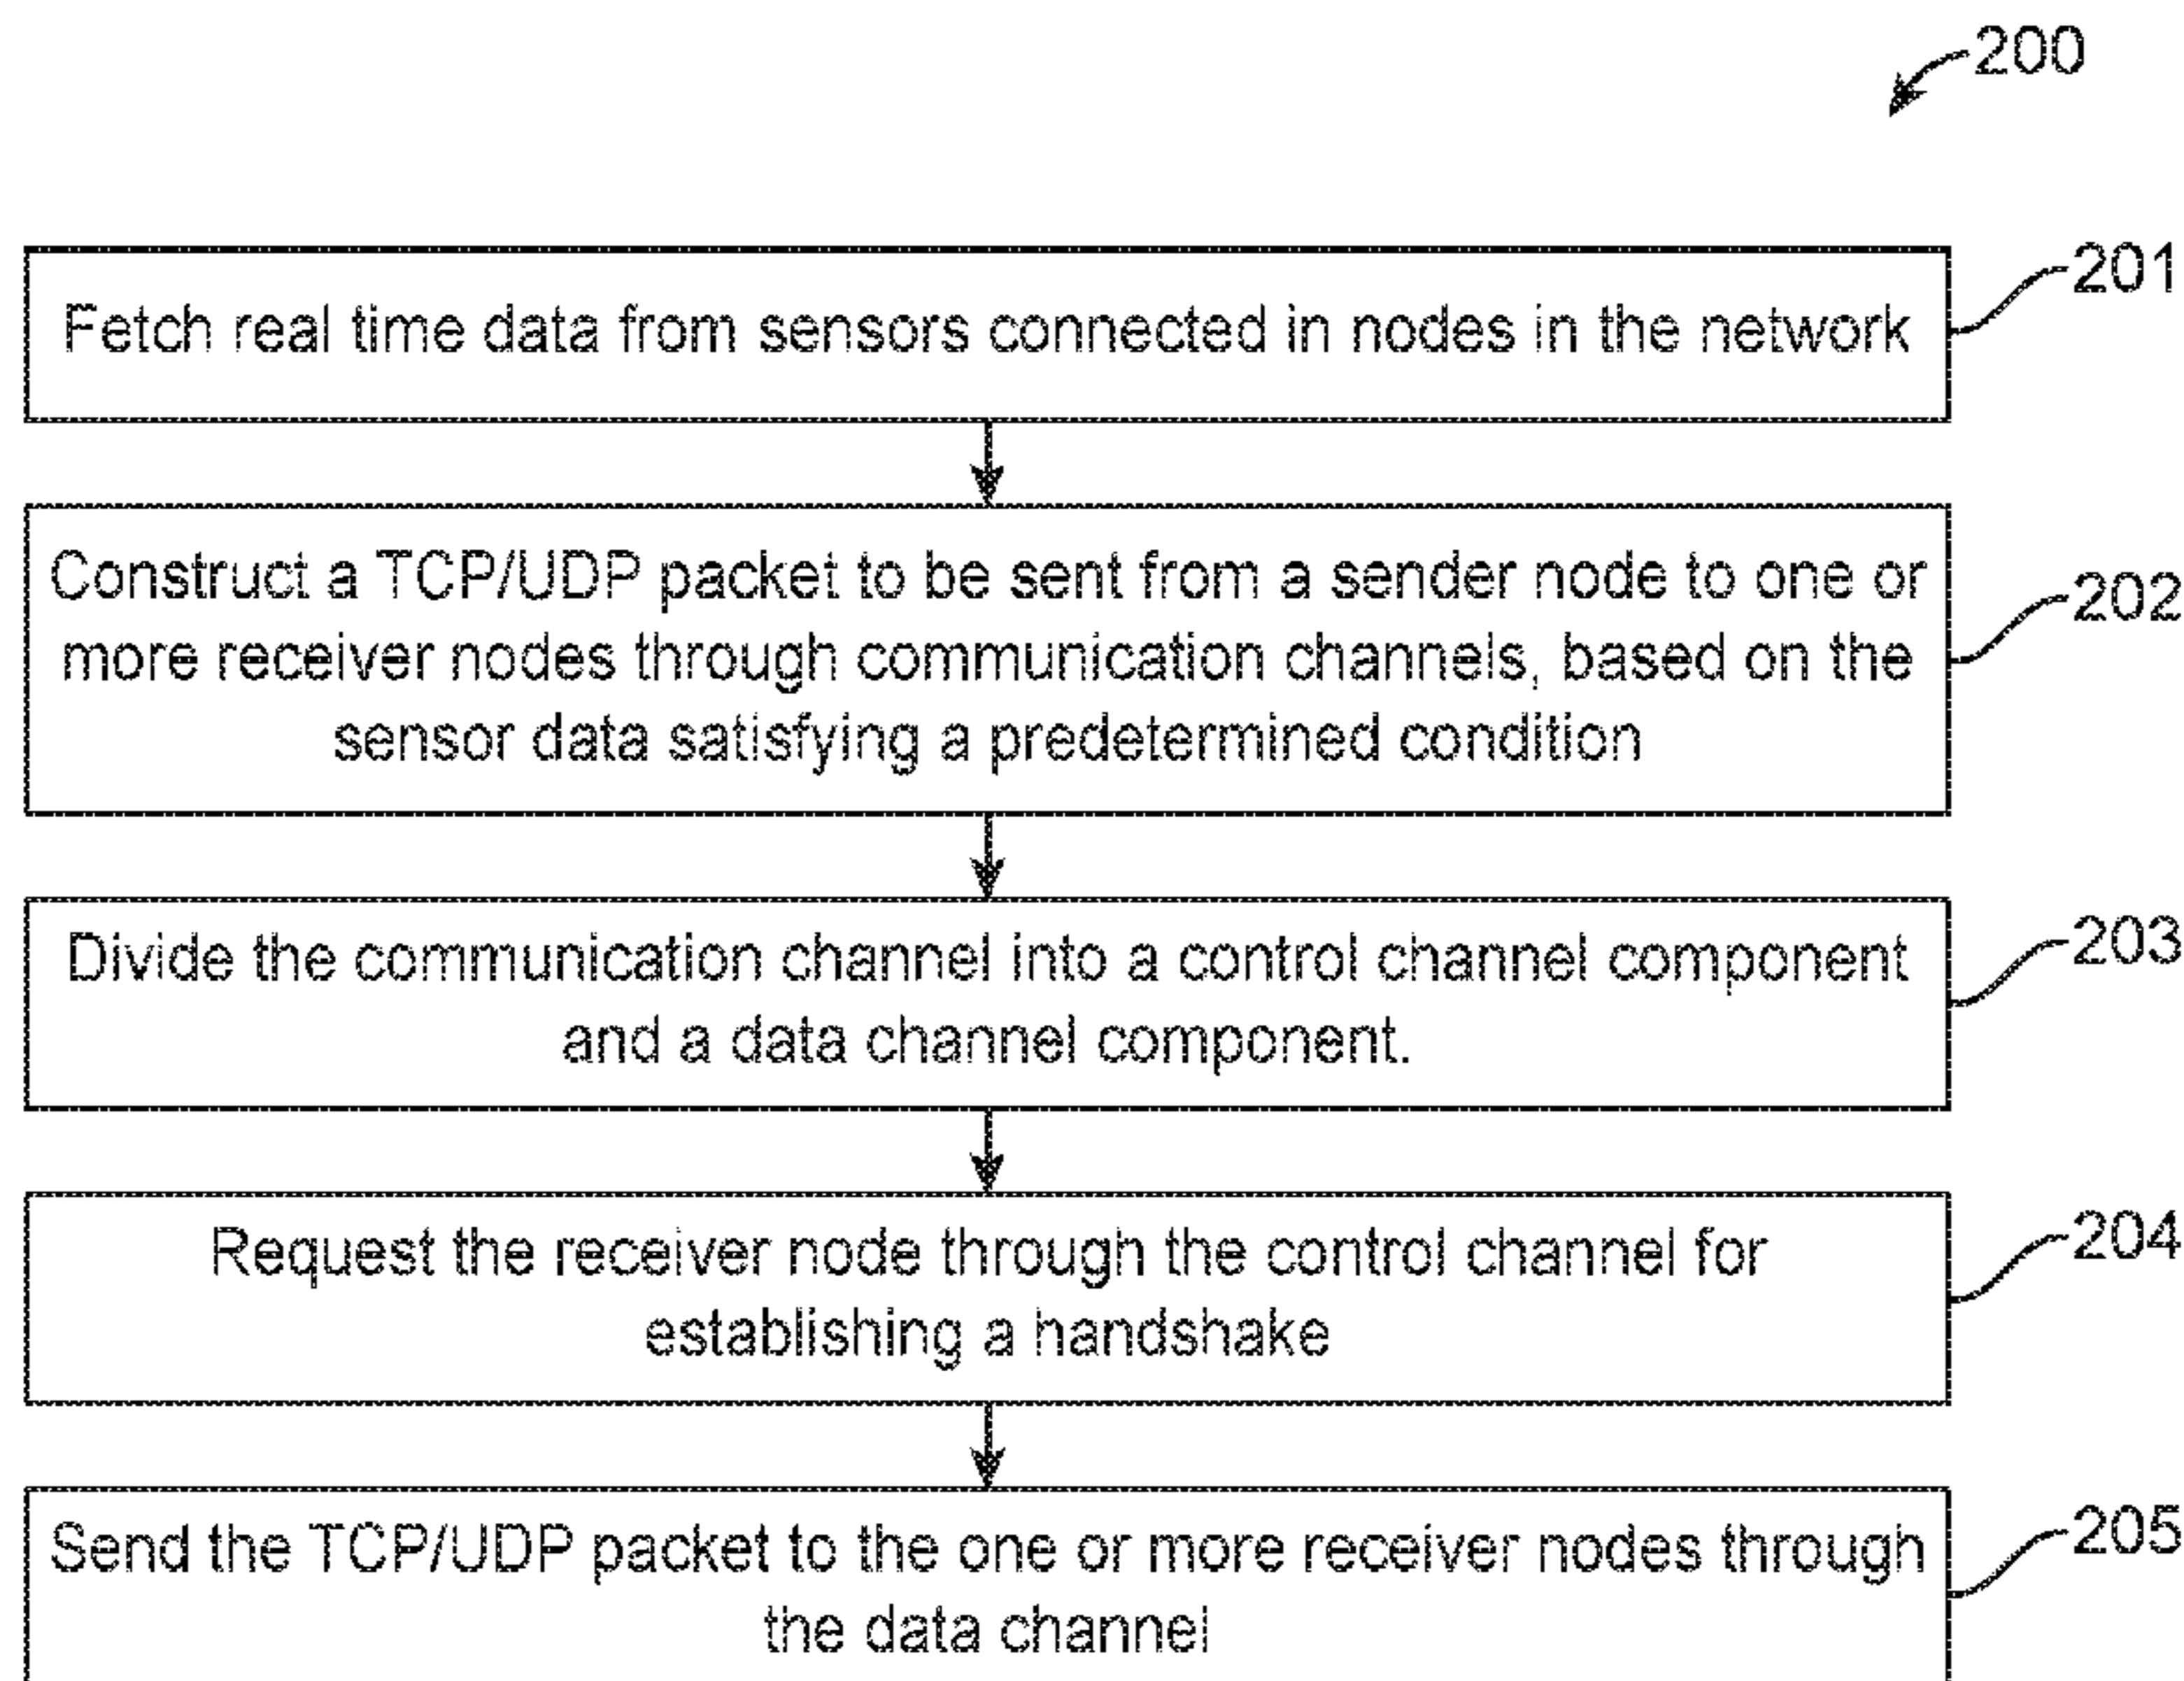 200
Fetch real time data from sensors connected in nodes in the network
201
Construct a TCP/UDP packet to be sent from a sender node to one or
more receiver nodes through communication channels, based on the
sensor data satisfying a predetermined condition
202
Divide the communication channel into a control channel component
and a data channel component.
203
Request the receiver node through the control channel for
establishing a handshake
204
Send the TCP/UDP packet to the one or more receiver nodes through
the data channel
205